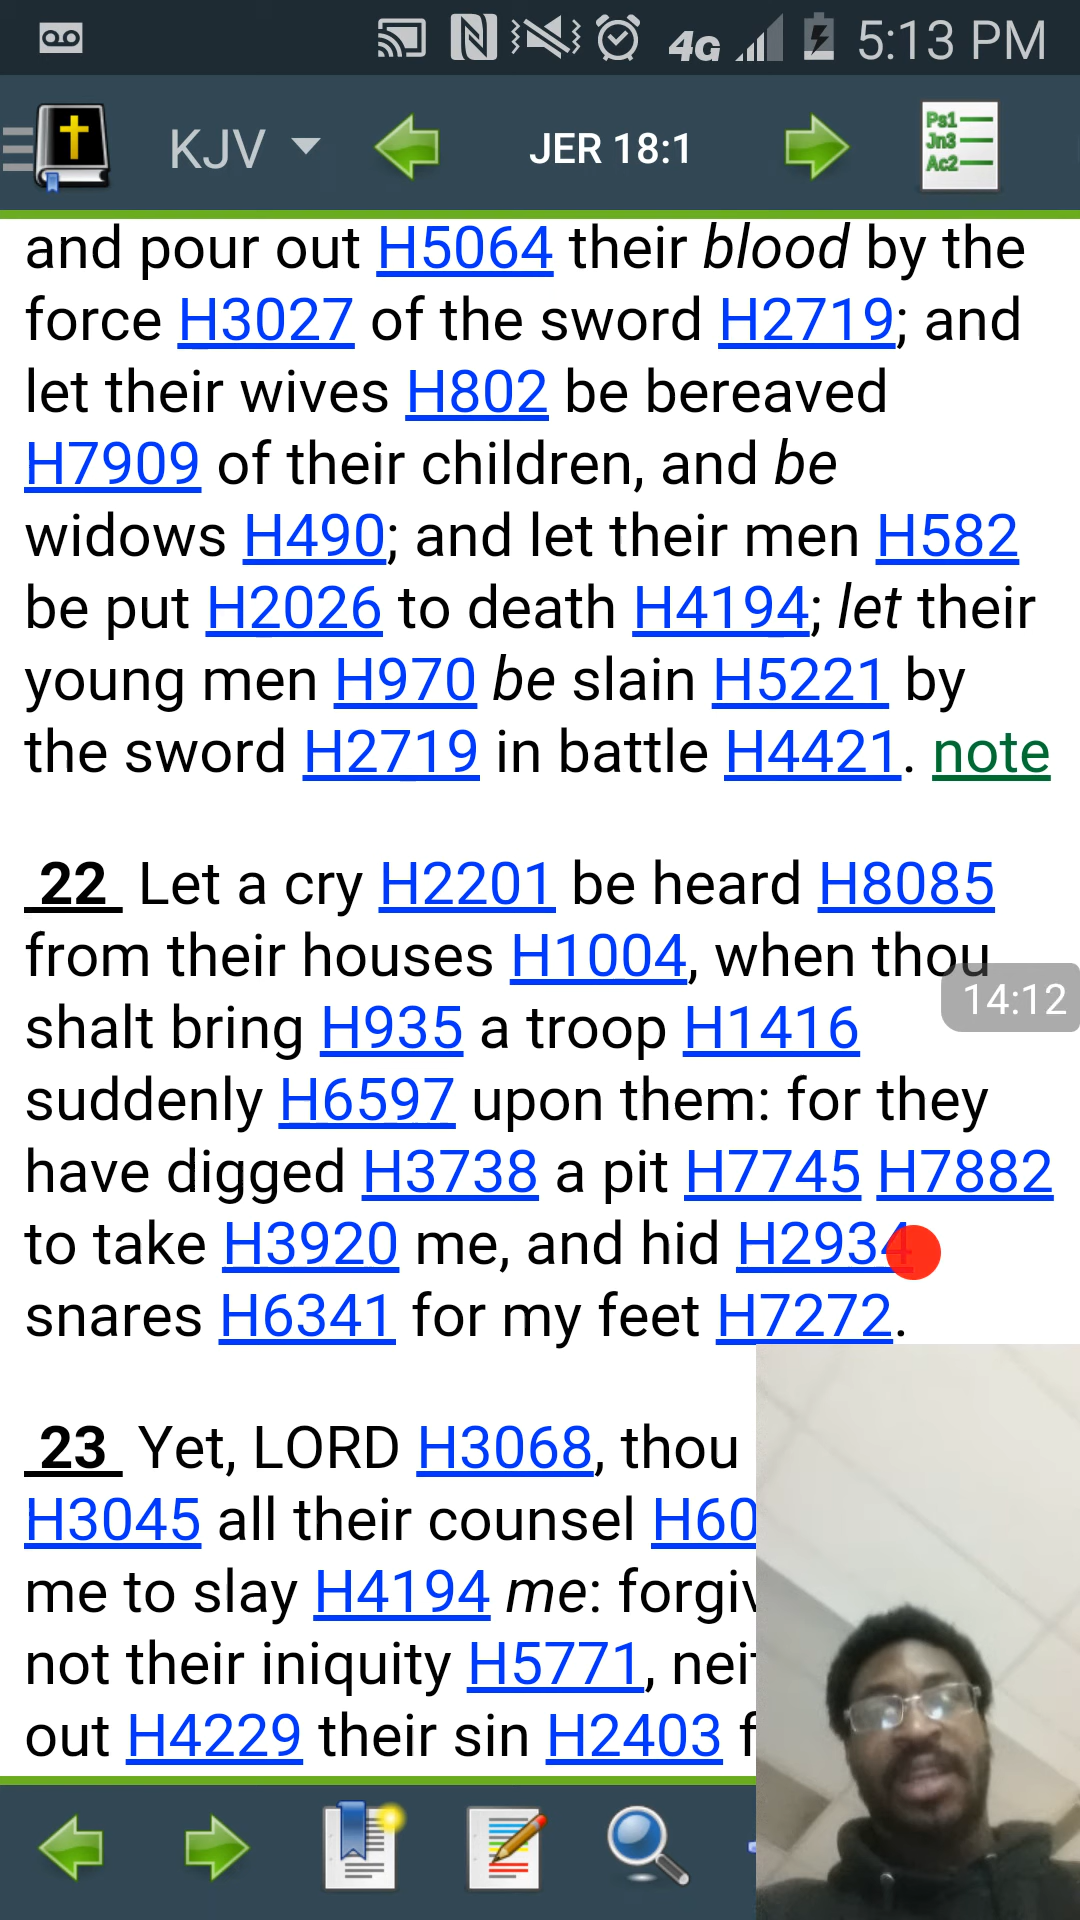 4G 5:13 PM
KJV JER 18:1 Ps1 Jn3 Ac2
and pour out H5064 their blood by the
force H3027 of the sword H2719; and
let their wives H802 be bereaved
H7909 of their children, and be
widows H490; and let their men H582
be put H2026 to death H4194; let their
young men H970 be slain H5221 by
the sword H2719 in battle H4421. note
22 Let a cry H2201 be heard H8085
from their houses H1004, when thou
14:12
shalt bring H935 a troop H1416
suddenly H6597 upon them: for they
have digged H3738 a pit H7745 H7882
to take H3920 me, and hid H2934
snares H6341 for my feet H7272.
23 Yet, LORD H3068, thou
H3045 all their counsel H60
me to slay H4194 me: forgiv
not their iniquity H5771, neit
out H4229 their sin H2403 f